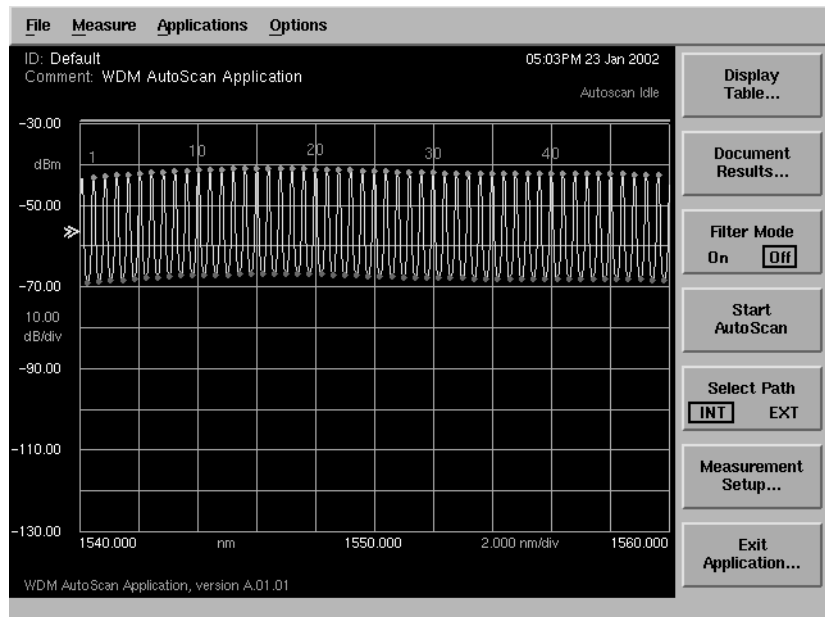 File Measure Applications Options
ID: Default
05:03PM 23 Jan 2002
Comment: WDM AutoScan Application
Autoscan Idle
-30.00
dBm
1 10 20 30 40
-50.00
-70.00
10.00
dB/div
-90.00
-110.00
-130.00
1540.000 nm 1550.000 2.000 nm/div 1560.000
WDM AutoScan Application, version A.01.01
Display
Table...
Document
Results...
Filter Mode
On Off
Start
AutoScan
Select Path
INT EXT
Measurement
Setup...
Exit
Application...